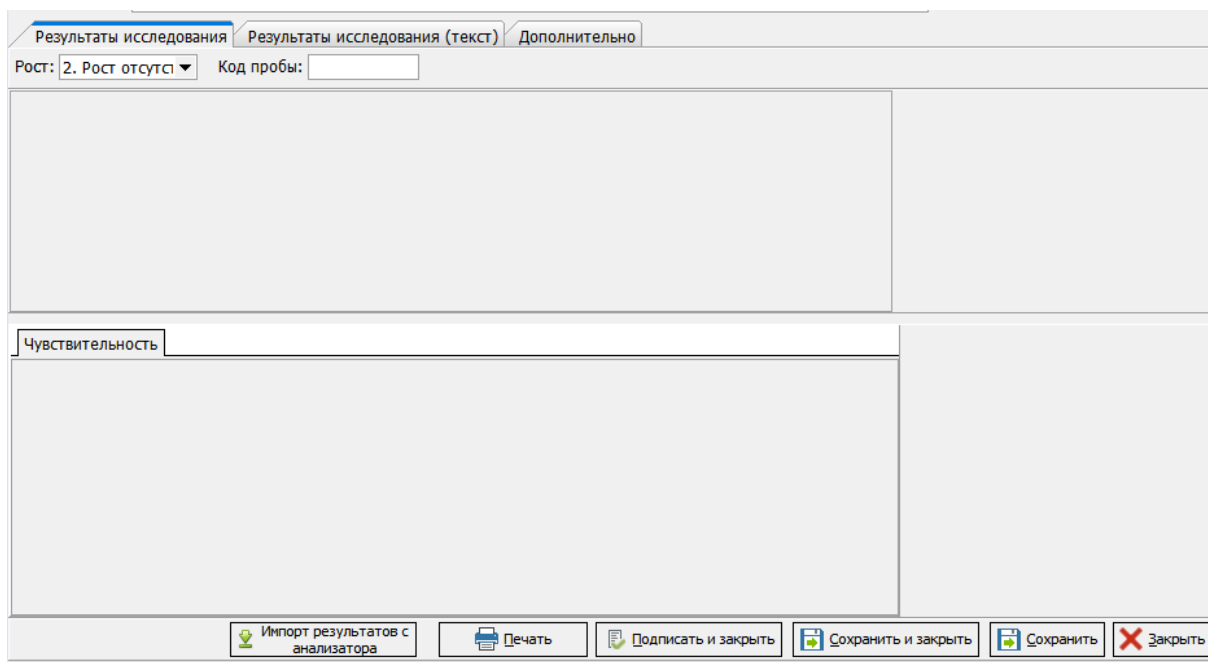 Результаты исследования Результаты исследования (текст) Дополнительно
Рост: 2. Рост отсутст Код пробы:
Чувствительность
Импорт результатов с
анализатора
Печать Подписать и закрыть Сохранить и закрыть Сохранить Закрыть